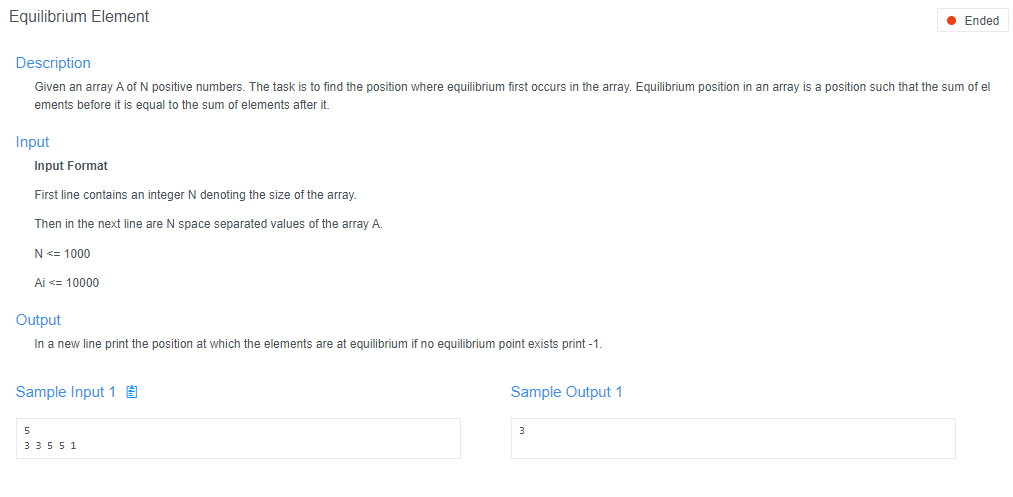 Equilibrium Element
Ended
Description
Given an array A of N positive numbers. The task is to find the position where equilibrium first occurs in the array. Equilibrium position in an array is a position such that the sum of el
ements before it is equal to the sum of elements after it.
Input
Input Format
First line contains an integer N denoting the size of the array.
Then in the next line are N space separated values of the array A.
N <= 1000
Ai <= 10000
Output
In a new line print the position at which the elements are at equilibrium if no equilibrium point exists print -1.
Sample Input 1
5
3 3 5 5 1
Sample Output 1
3